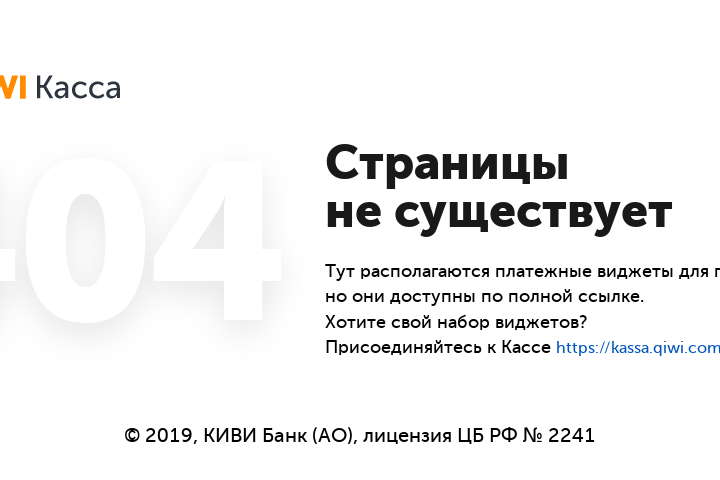 WI Касса
404
Страницы
не существует
Тут располагаются платежные виджеты для
но они доступны по полной ссылке.
Хотите свой набор виджетов?
Присоединяйтесь к Кассе https://kassa.qiwi.com
© 2019, КИВИ Банк (АО), лицензия ЦБ РФ № 2241